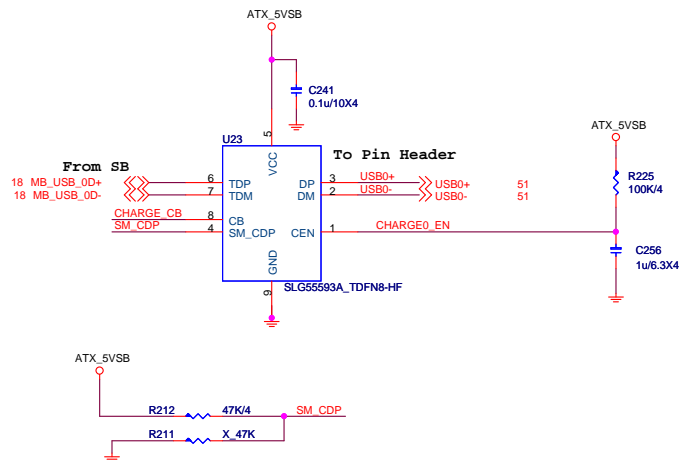 ATX_5VSB
C241
0.1u/10X4
ATX_5VSB
U23
5
VCC
From SB
To Pin Header
R225
100K/4
18 MB_USB_0D+ 6 TDP DP 3 USB0+ USB0+ 51
18 MB_USB_0D- 7 TDM DM 2 USB0- USB0- 51
CHARGE_CB 8 CB
SM_CDP 4 SM_CDP CEN 1 CHARGE0_EN
C256
1u/6.3X4
GND
9
SLG55593A_TDFN8-HF
ATX_5VSB
R212 47K/4 SM_CDP
R211 X_47K